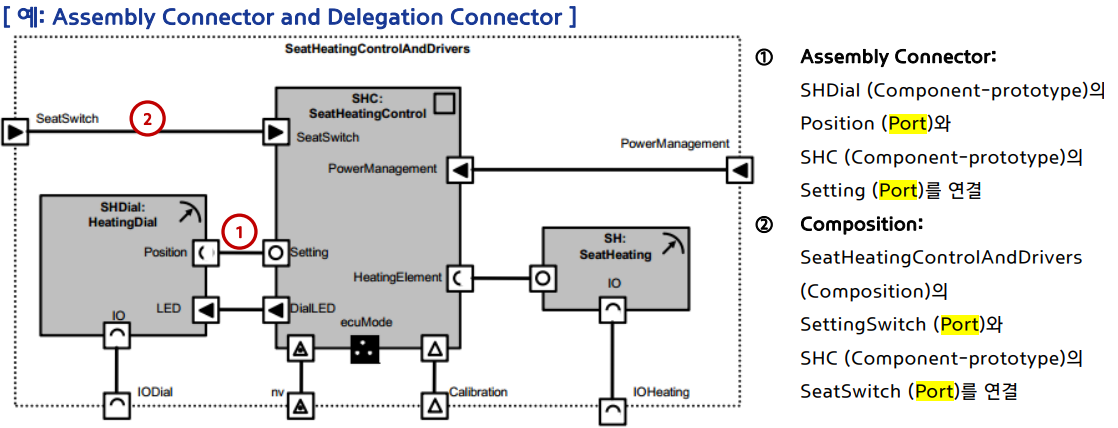 [ 예: Assembly Connector and Delegation Connector ]
SeatHeatingControlAndDrivers
SeatSwitch
2
SHC:
SeatHeatingControl
SeatSwitch
PowerManagement
PowerManagement
SHDial:
HeatingDial
1
Position
Setting
SH:
SeatHeating
HeatingElement
IO
LED
DialLED
IO
ecuMode
IODial
nv
Calibration
IOHeating
① Assembly Connector:
SHDial (Component-prototype)의
Position (Port)와
SHC (Component-prototype)의
Setting (Port)를 연결
② Composition:
SeatHeatingControlAndDrivers
(Composition)의
SettingSwitch (Port)와
SHC (Component-prototype)의
SeatSwitch (Port)를 연결